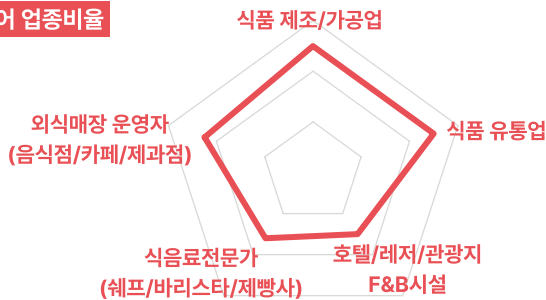 어 업종비율
식품 제조/가공업
외식매장 운영자
(음식점/카페/제과점)
식품 유통업
식음료전문가
(쉐프/바리스타/제빵사)
호텔/레저/관광지
F&B시설